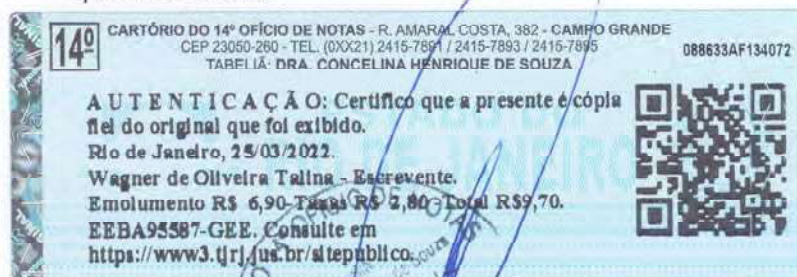 14º
CARTÓRIO DO 14º OFÍCIO DE NOTAS - R. AMARAL COSTA, 382 - CAMPO GRANDE
CEP 23050-260 - TEL. (0XX21) 2415-7891 / 2415-7893 / 2415-7895
TABELIÃ: DRA. CONCELINA HENRIQUE DE SOUZA
088633AF134072
AUTENTICAÇÃO: Certifico que a presente é cópia
fiel do original que foi exibido.
Rio de Janeiro, 25/03/2022.
Wagner de Oliveira Talina - Escrevente.
Emolumento R$ 6,90-Taxas R$ 2,80-Total R$9,70.
EEBA95587-GEE. Consulte em
https://www3.tjrj.jus.br/sitepublico.